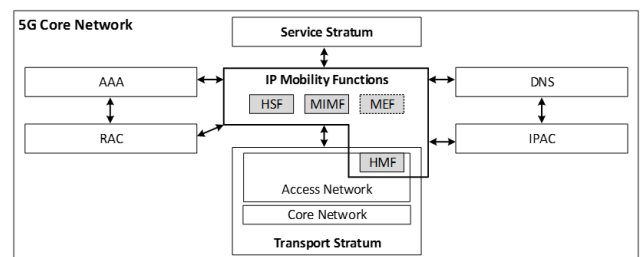 5G Core Network
Service Stratum
AAA
IP Mobility Functions
DNS
HSF
MIMF
MEF
RAC
IPAC
HMF
Access Network
Core Network
Transport Stratum